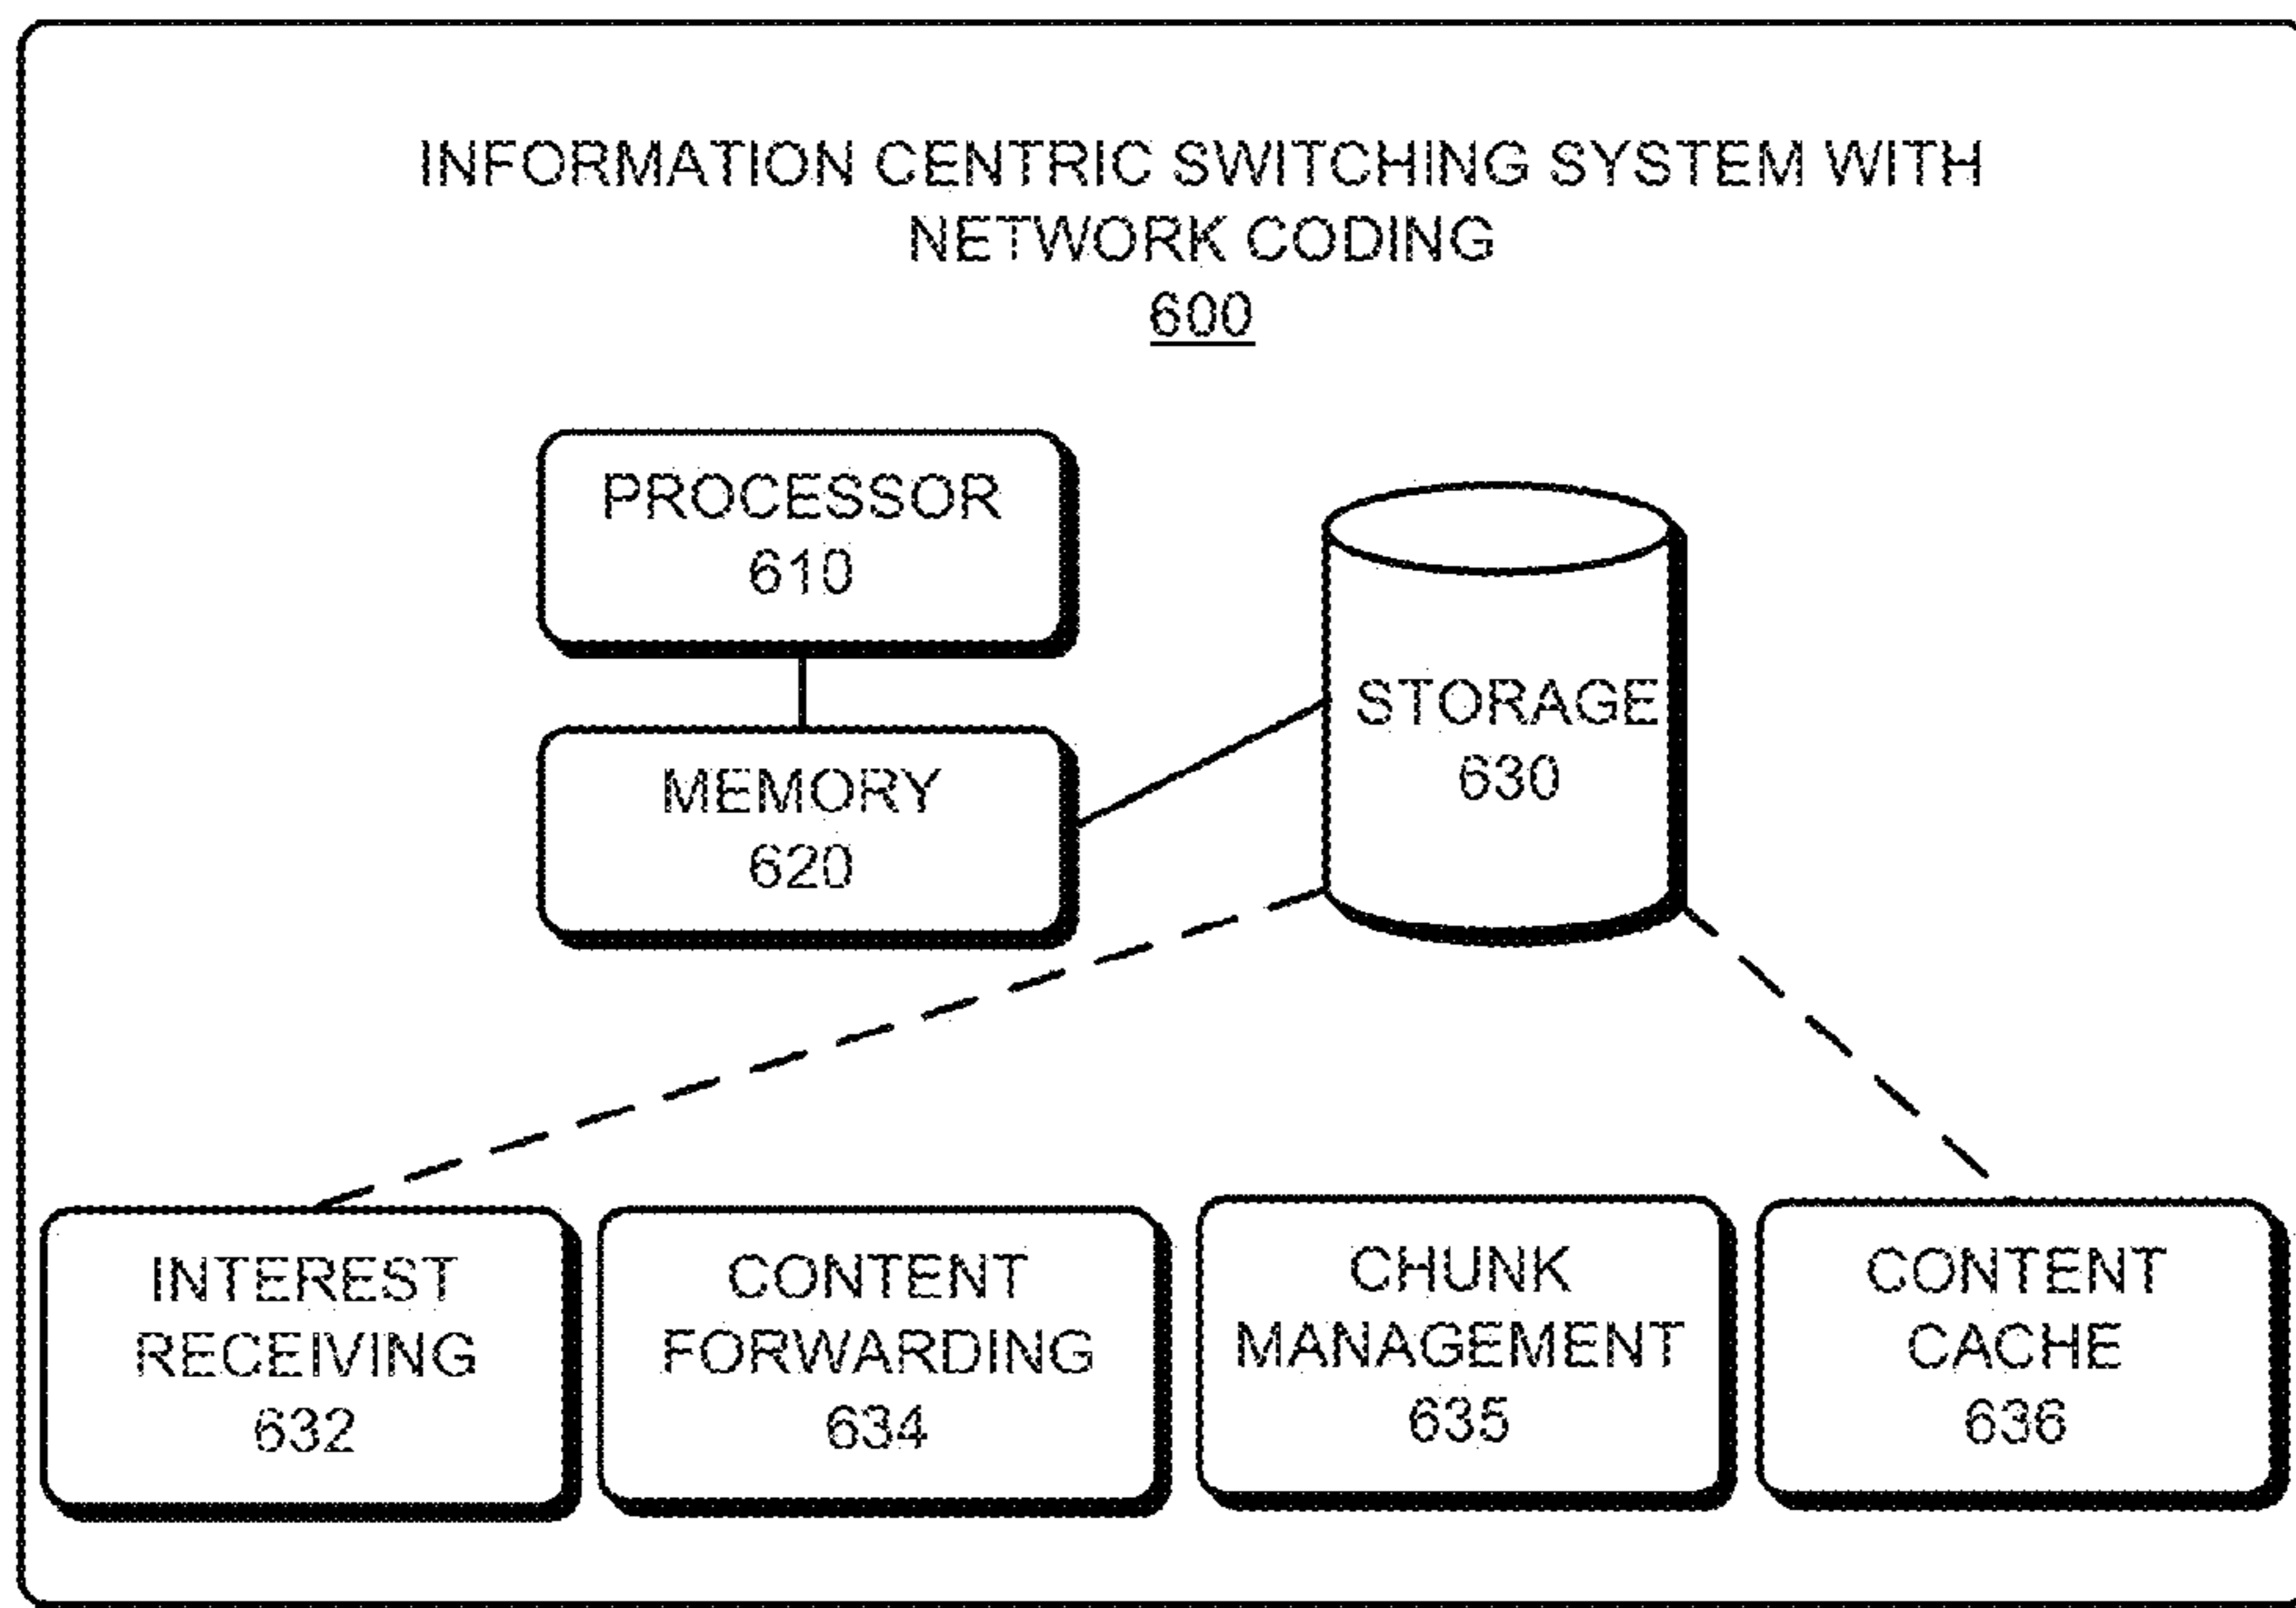 INFORMATION CENTRIC SWITCHING SYSTEM WITH
NETWORK CODING
600
PROCESSOR
610
MEMORY
620
STORAGE
630
INTEREST
RECEIVING
632
CONTENT
FORWARDING
634
CHUNK
MANAGEMENT
635
CONTENT
CACHE
636